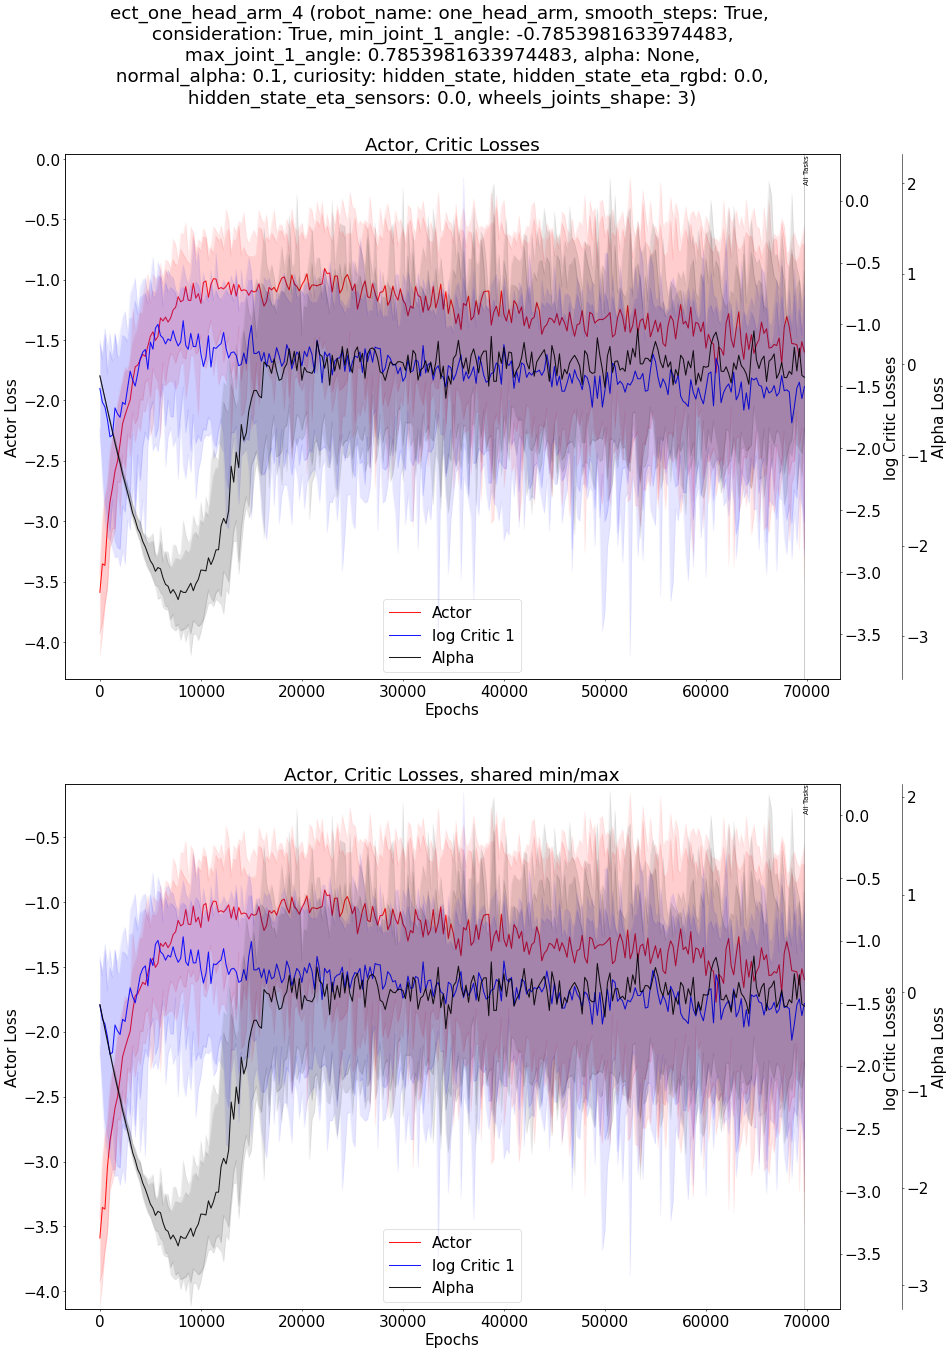 ect_one_head_arm_4 (robot_name: one_head_arm, smooth_steps: True,
consideration: True, min_joint_1_angle: -0.7853981633974483,
max_joint_1_angle: 0.7853981633974483, alpha: None,
normal_alpha: 0.1, curiosity: hidden_state, hidden_state_eta_rgbd: 0.0,
hidden_state_eta_sensors: 0.0, wheels_joints_shape: 3)
Actor, Critic Losses
All Tasks
0.0
−0.5
−1.0
−1.5
−2.0
−2.5
−3.0
−3.5
−4.0
Actor Loss
0.0
−0.5
−1.0
−1.5
−2.0
−2.5
−3.0
−3.5
log Critic Losses
2
1
0
−1
−2
−3
Alpha Loss
Actor
log Critic 1
Alpha
0
10000
20000
30000
40000
50000
60000
70000
Epochs
Actor, Critic Losses, shared min/max
All Tasks
−0.5
−1.0
−1.5
−2.0
−2.5
−3.0
−3.5
−4.0
Actor Loss
0.0
−0.5
−1.0
−1.5
−2.0
−2.5
−3.0
−3.5
log Critic Losses
2
1
0
−1
−2
−3
Alpha Loss
Actor
log Critic 1
Alpha
0
10000
20000
30000
40000
50000
60000
70000
Epochs